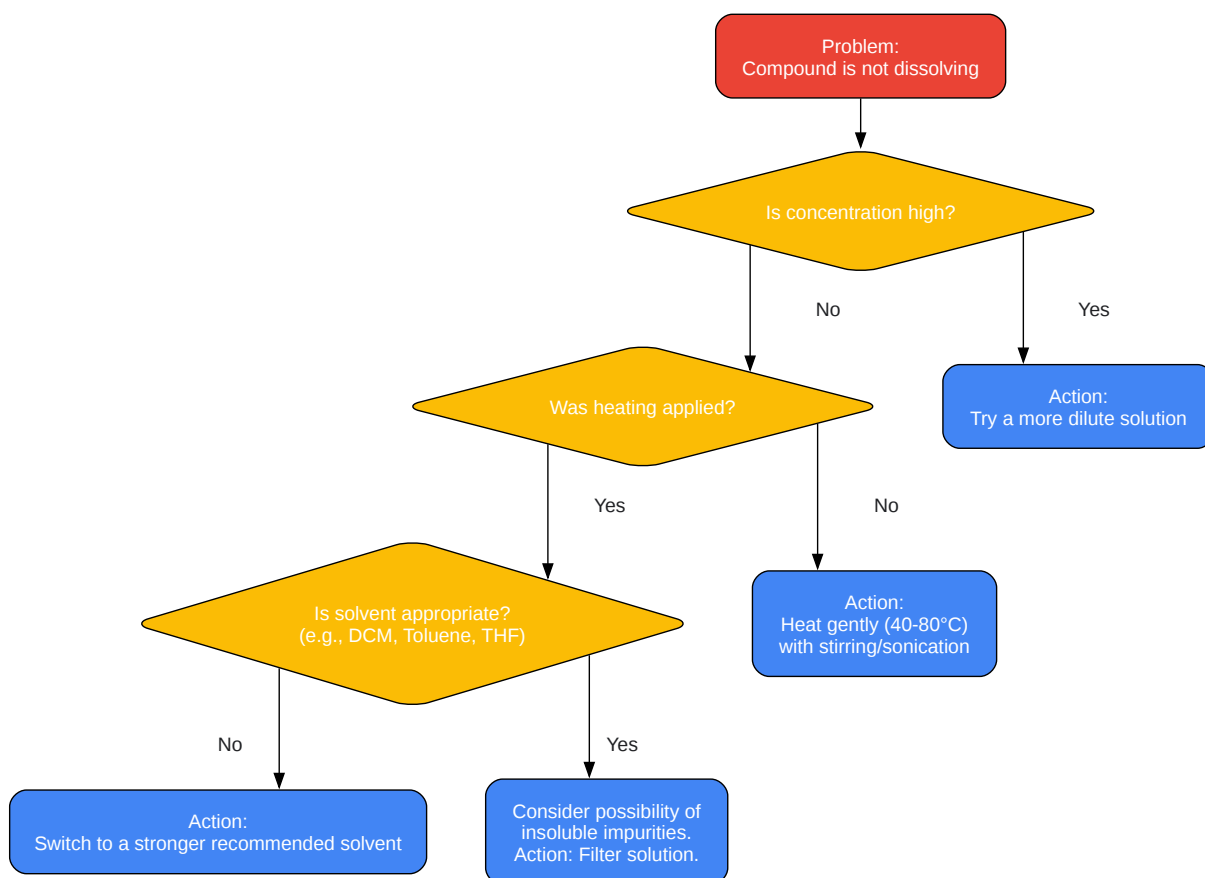 Problem:
Compound is not dissolving
Is concentration high?
No
Yes
Was heating applied?
Action:
Try a more dilute solution
Yes
No
Is solvent appropriate?
(e.g., DCM, Toluene, THF)
Action:
Heat gently (40-80°C)
with stirring/sonication
No
Yes
Action:
Switch to a stronger recommended solvent
Consider possibility of
insoluble impurities.
Action: Filter solution.